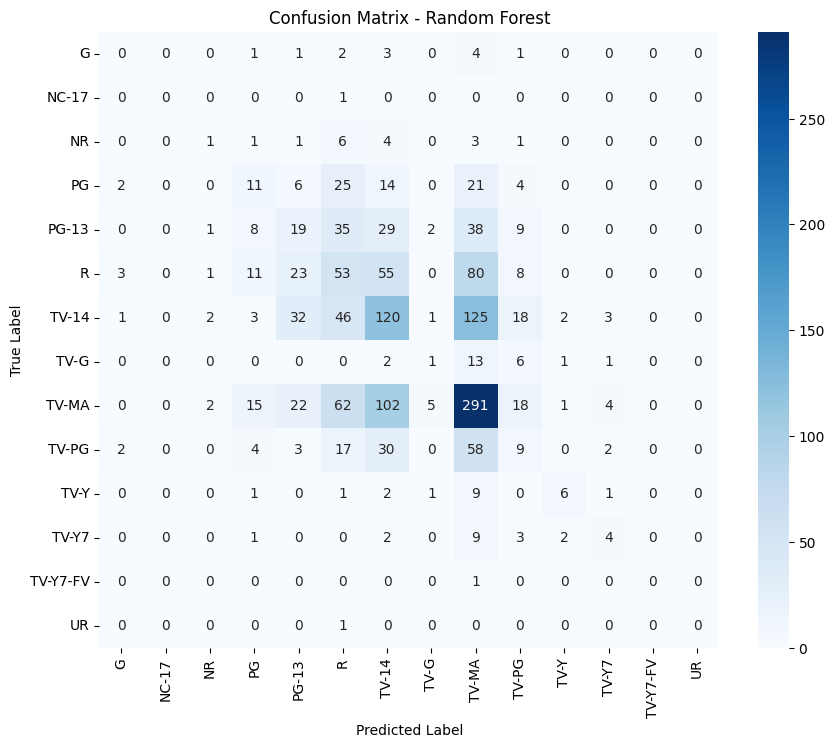 Confusion Matrix - Random Forest
G 0 0 0 1 1 2 3 0 4 1 0 0 0 0
NC-17 0 0 0 0 0 1 0 0 0 0 0 0 0 0
NR 0 0 1 1 1 6 4 0 3 1 0 0 0 0
PG 2 0 0 11 6 25 14 0 21 4 0 0 0 0
PG-13 0 0 1 8 19 35 29 2 38 9 0 0 0 0
R 3 0 1 11 23 53 55 0 80 8 0 0 0 0
TV-14 1 0 2 3 32 46 120 1 125 18 2 3 0 0
TV-G 0 0 0 0 0 0 2 1 13 6 1 1 0 0
TV-MA 0 0 2 15 22 62 102 5 291 18 1 4 0 0
TV-PG 2 0 0 4 3 17 30 0 58 9 0 2 0 0
TV-Y 0 0 0 1 0 1 2 1 9 0 6 1 0 0
TV-Y7 0 0 0 1 0 0 2 0 9 3 2 4 0 0
TV-Y7-FV 0 0 0 0 0 0 0 0 1 0 0 0 0 0
UR 0 0 0 0 0 1 0 0 0 0 0 0 0 0
G NC-17 NR PG PG-13 R TV-14 TV-G TV-MA TV-PG TV-Y TV-Y7 TV-Y7-FV UR
Predicted Label
True Label
250
200
150
100
50
0